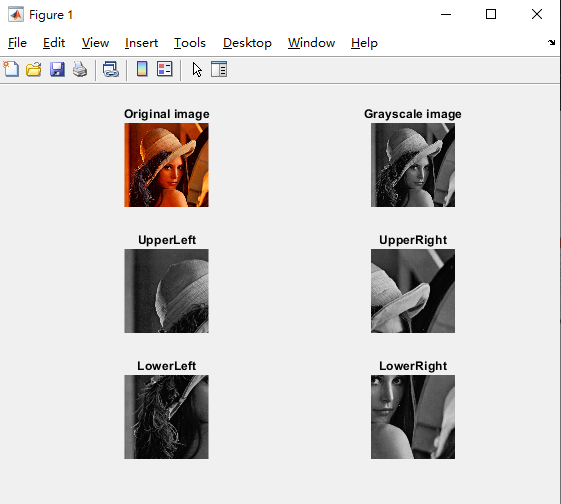 Figure 1
File Edit View Insert Tools Desktop Window Help
Original image Grayscale image
UpperLeft UpperRight
LowerLeft LowerRight